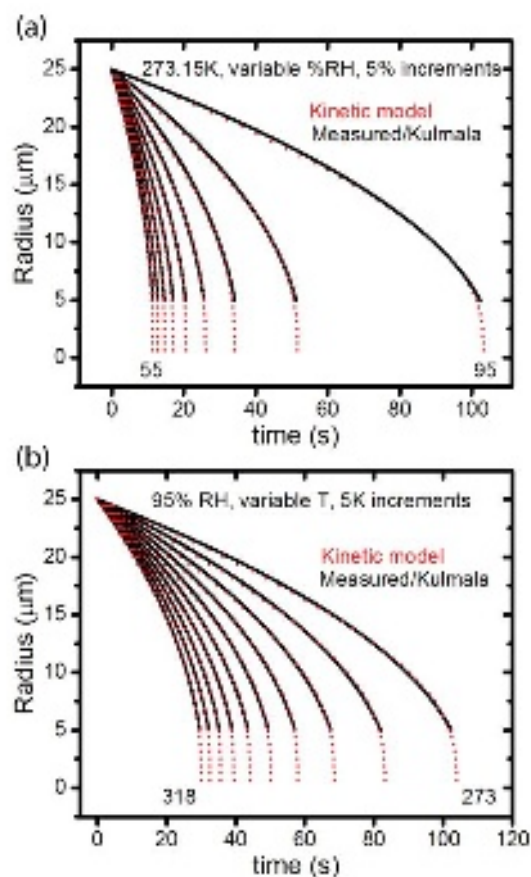 (a)
273.15K, variable %RH, 5% increments
Kinetic model
Measured/Kulmala
Radius (μm)
25
20
15
10
5
0
55
95
0 20 40 60 80 100
time (s)
(b)
95% RH, variable T, 5K increments
Kinetic model
Measured/Kulmala
Radius (μm)
25
20
15
10
5
0
318
273
0 20 40 60 80 100 120
time (s)